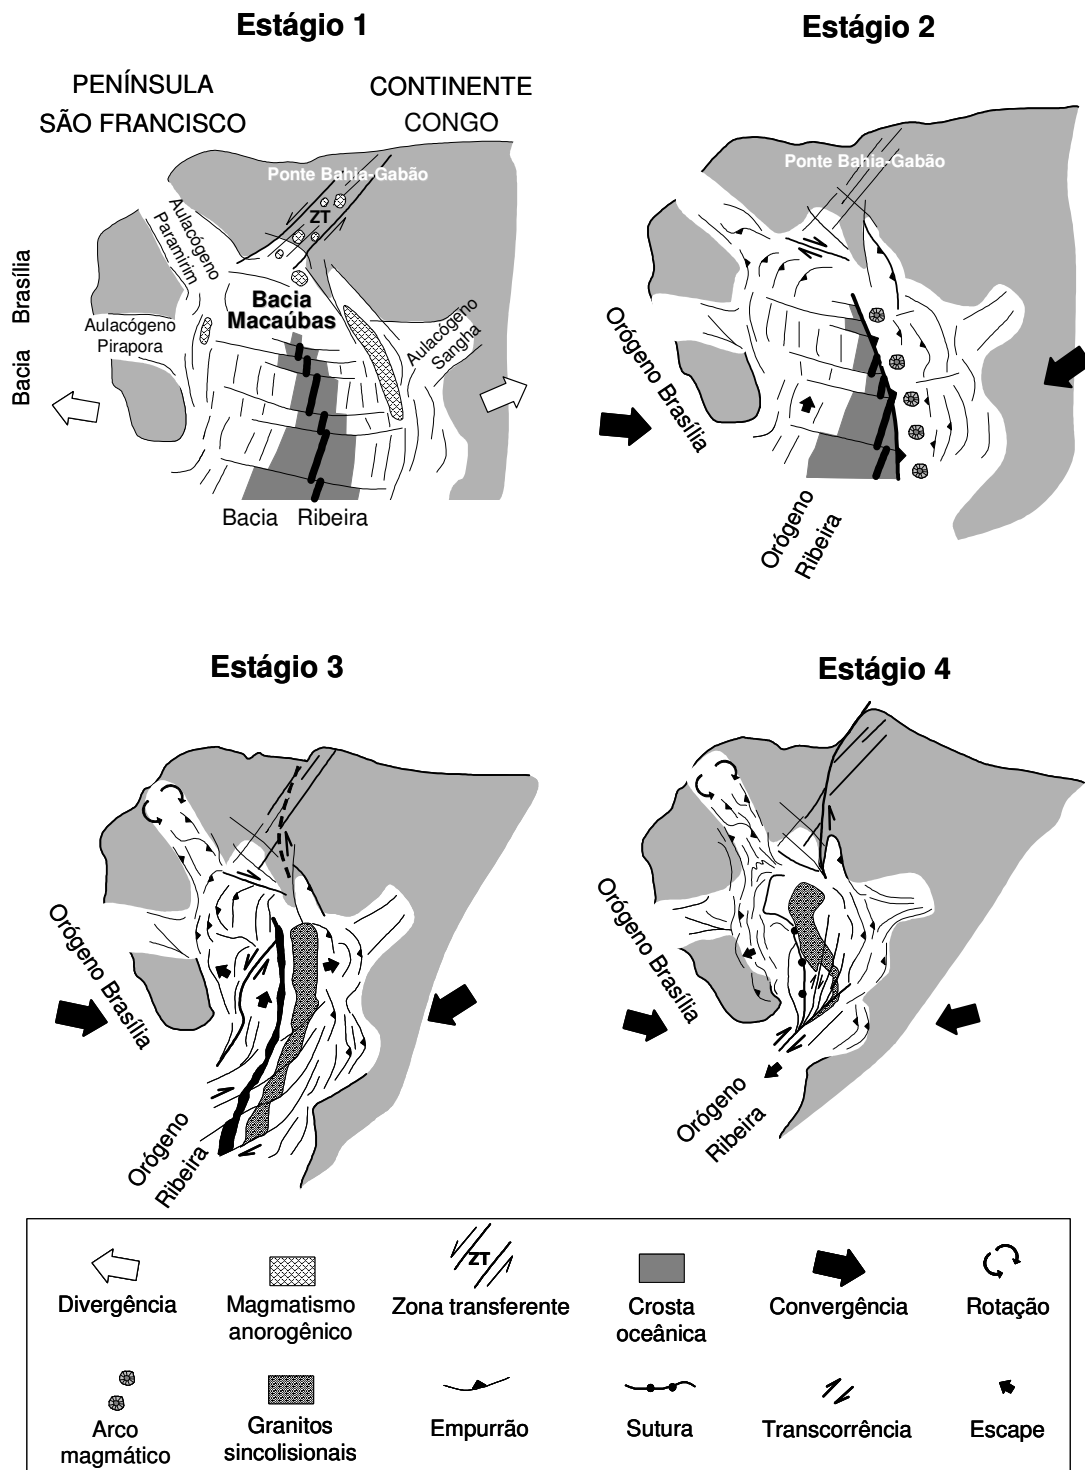 Estágio 1
Estágio 2
PENÍNSULA
SÃO FRANCISCO
CONTINENTE
CONGO
Ponte Bahia-Gabão
ZT
Aulacógeno
Paramirim
Bacia
Macaúbas
Aulacógeno
Pirapora
Aulacógeno
Sangha
Bacia Brasília
Bacia Ribeira
Ponte Bahia-Gabão
Orógeno Brasília
Orógeno
Ribeira
Estágio 3
Estágio 4
Orógeno Brasília
Orógeno
Ribeira
Orógeno Brasília
Orógeno
Ribeira
ZT
Divergência
Magmatismo
anorogênico
Zona transferente
Crosta
oceânica
Convergência
Rotação
Arco
magmático
Granitos
sincolisionais
Empurrão
Sutura
Transcorrência
Escape